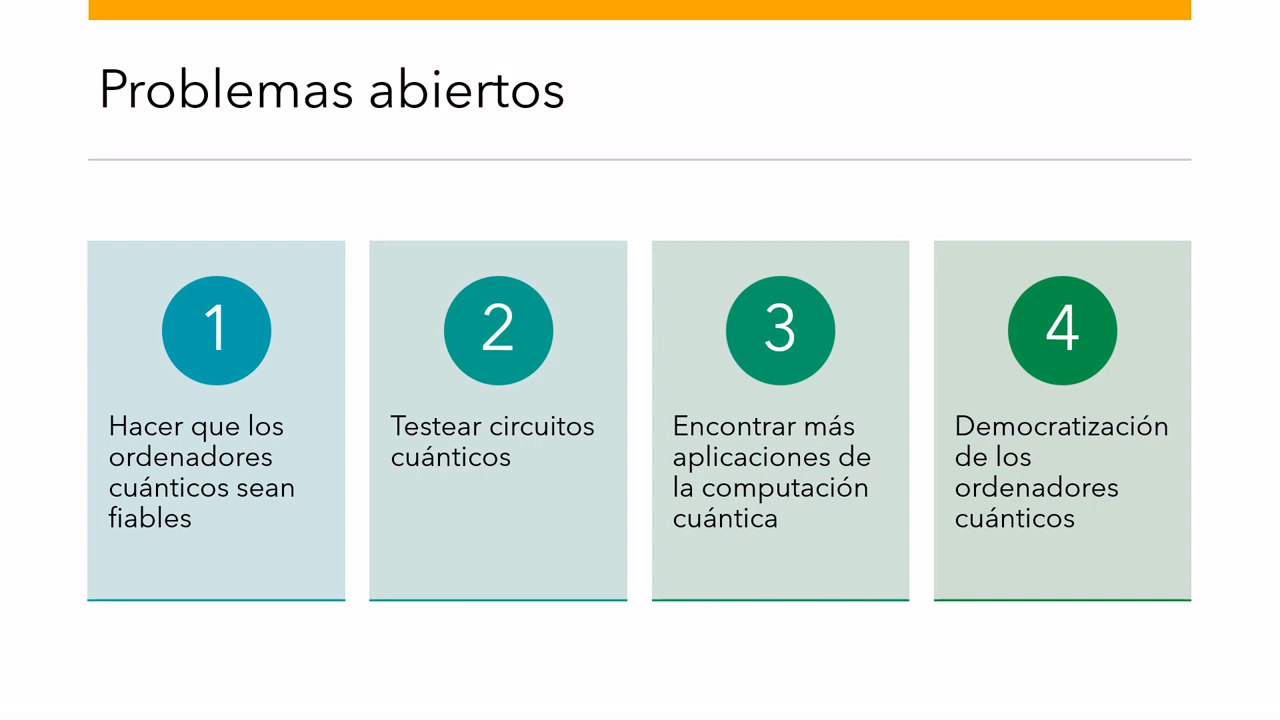 Problemas abiertos
1
Hacer que los
ordenadores
cuánticos sean
fiables
2
Testear circuitos
cuánticos
3
Encontrar más
aplicaciones de
la computación
cuántica
4
Democratización
de los
ordenadores
cuánticos